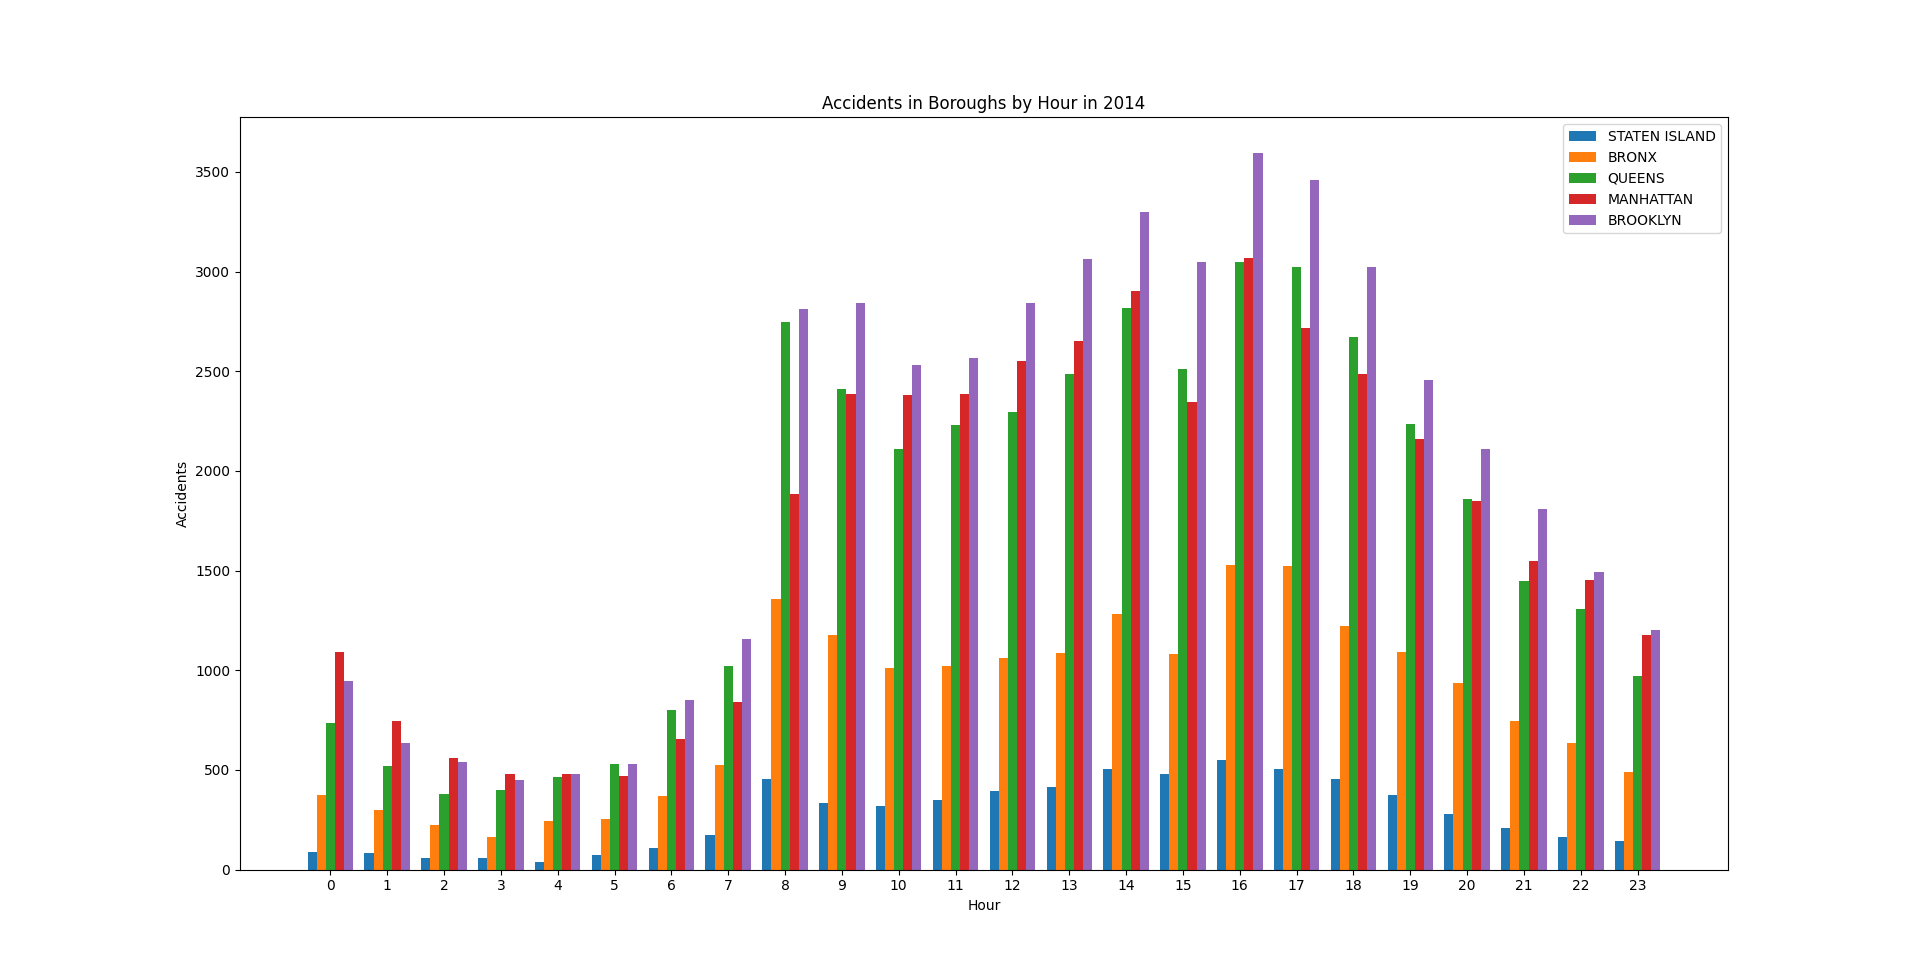 Accidents in Boroughs by Hour in 2014
STATEN ISLAND
BRONX
QUEENS
MANHATTAN
BROOKLYN
3500
3000
2500
2000
1500
1000
500
0
Accidents
0 1 2 3 4 5 6 7 8 9 10 11 12 13 14 15 16 17 18 19 20 21 22 23
Hour